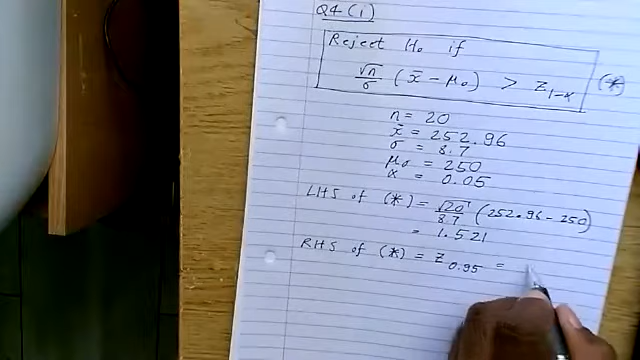 Q4 (1)
Reject H₀ if
√n/σ (x̄ - μ₀) > z₁₋α (*)
n = 20
x̄ = 252.96
σ = 8.7
μ₀ = 250
α = 0.05
LHS of (*) = √20/8.7 (252.96 - 250)
= 1.521
RHS of (*) = z₀.₉₅ =